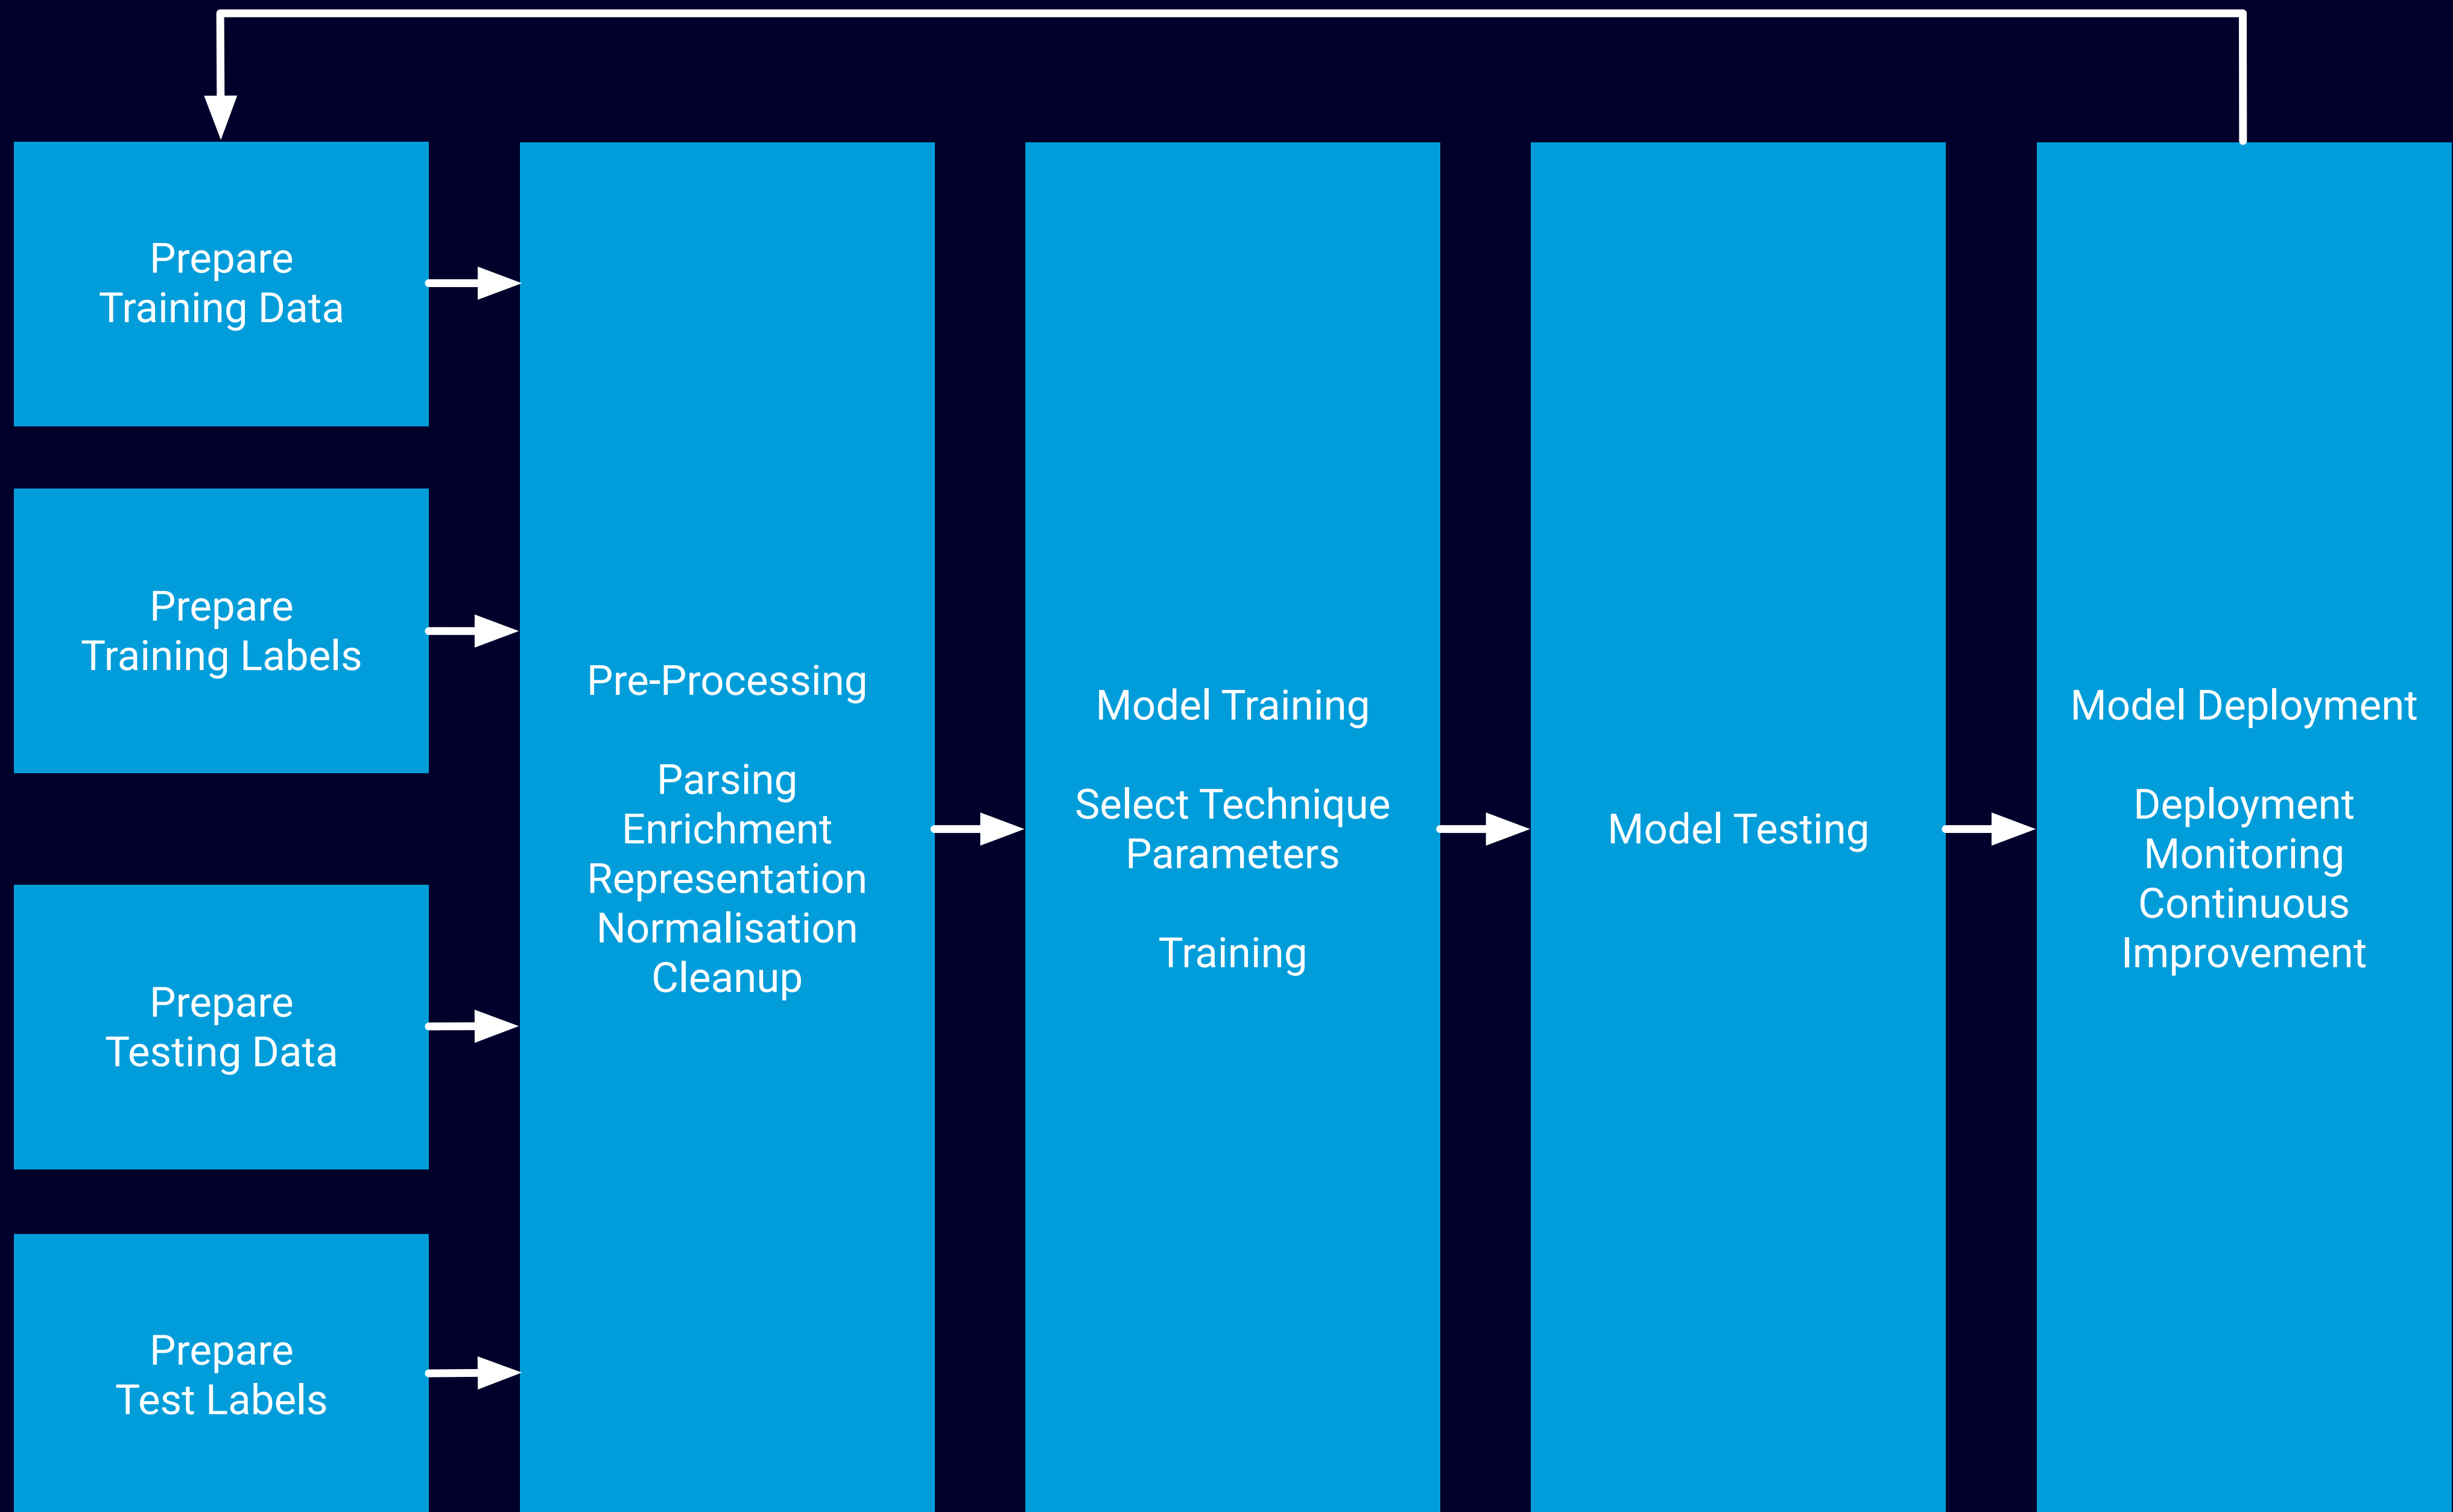 Prepare
Training Data
Prepare
Training Labels
Prepare
Testing Data
Prepare
Test Labels
Pre-Processing
Parsing
Enrichment
Representation
Normalisation
Cleanup
Model Training
Select Technique
Parameters
Training
Model Testing
Model Deployment
Deployment
Monitoring
Continuous
Improvement